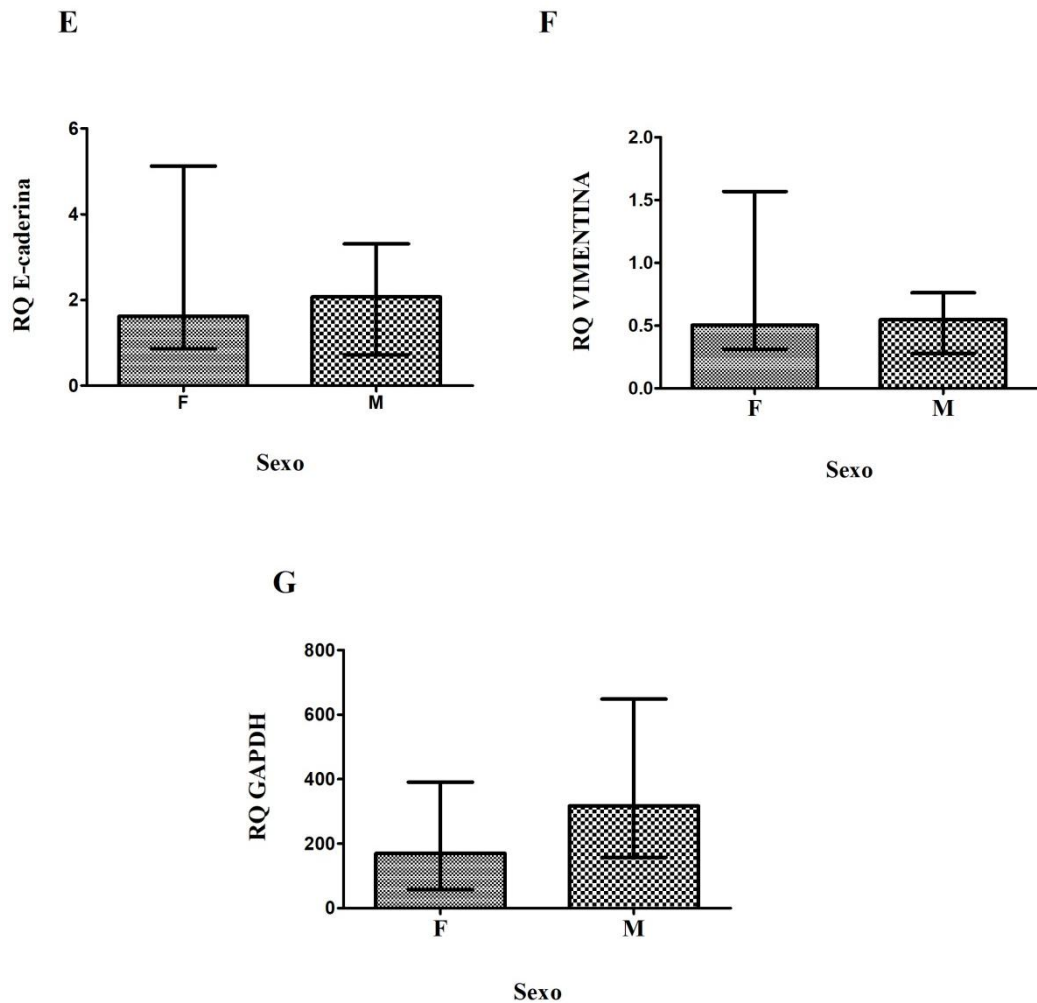 E
RQ E-caderina
6
4
2
0
F
M
Sexo
F
RQ VIMENTINA
2.0
1.5
1.0
0.5
0.0
F
M
Sexo
G
RQ GAPDH
800
600
400
200
0
F
M
Sexo